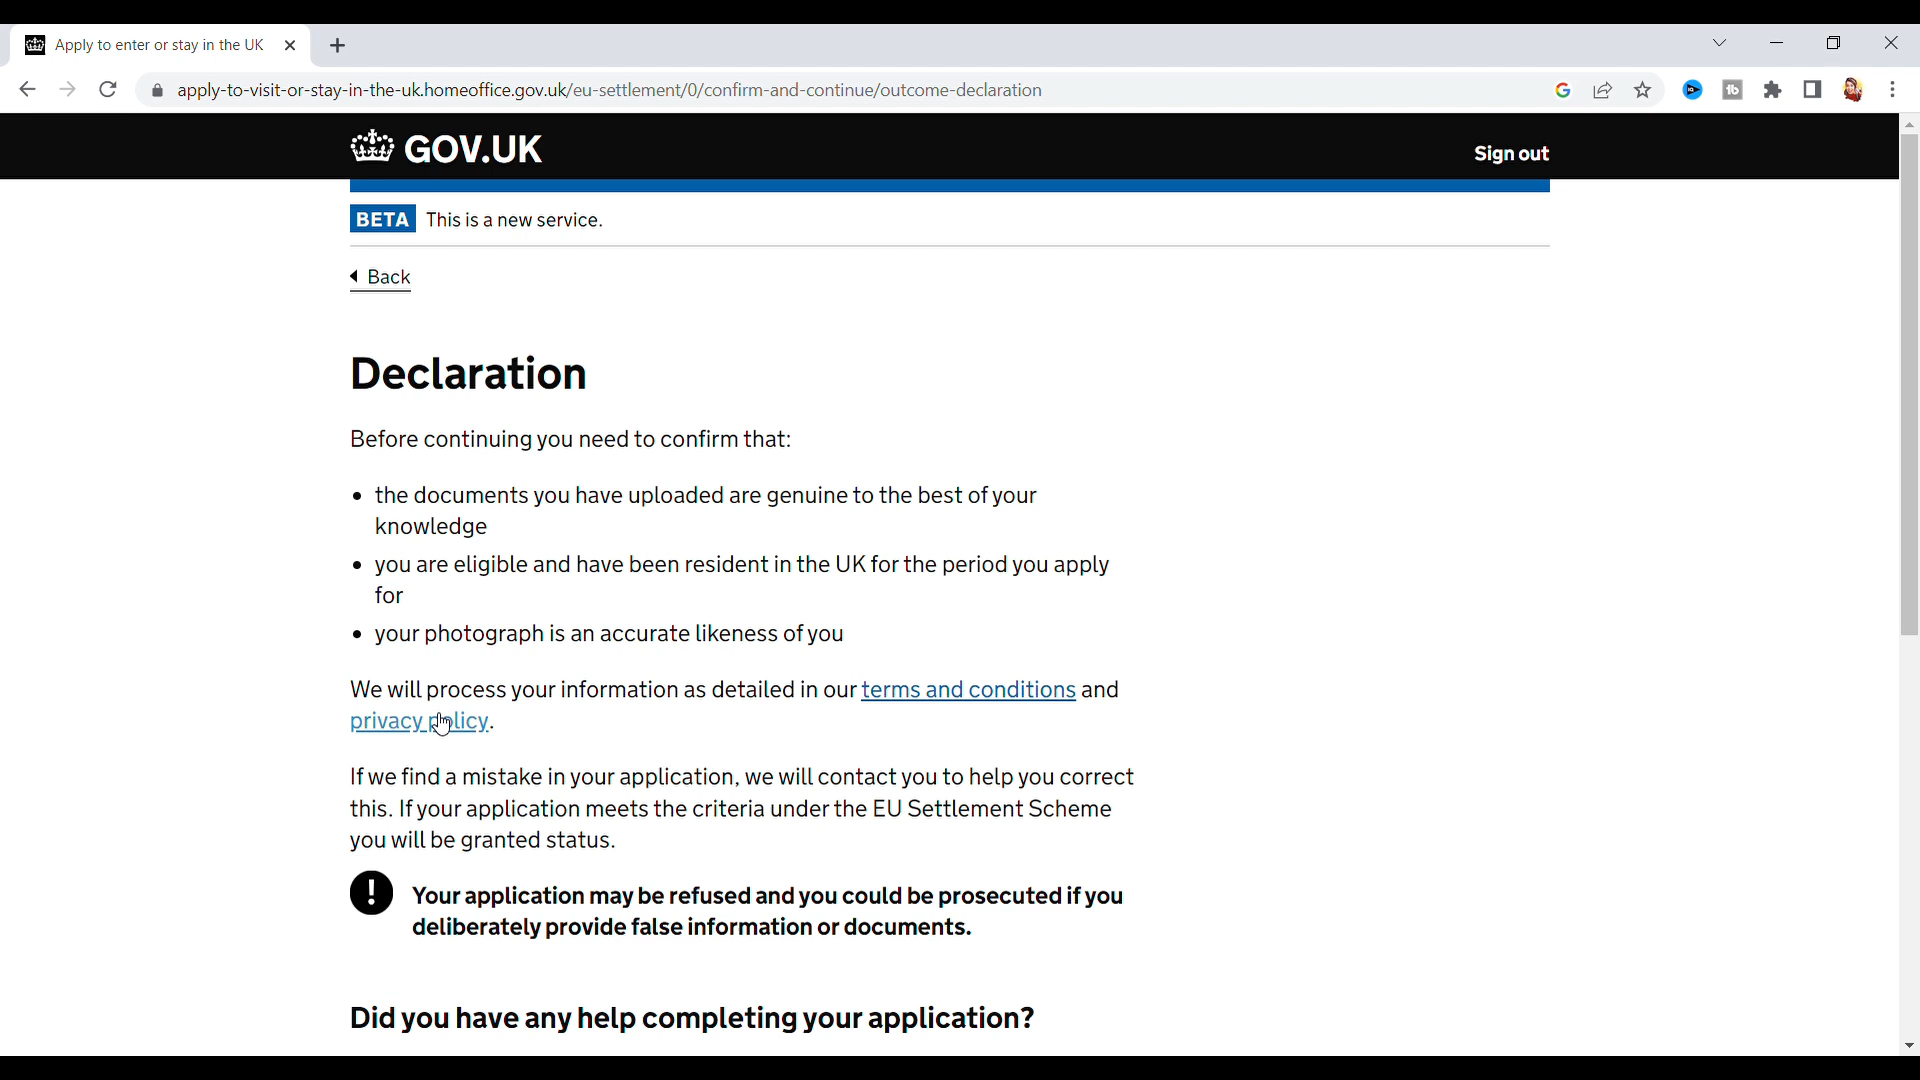 Apply to enter or stay in the UK
apply-to-visit-or-stay-in-the-uk.homeoffice.gov.uk/eu-settlement/0/confirm-and-continue/outcome-declaration
GOV.UK
Sign out
BETA This is a new service.
Back
Declaration
Before continuing you need to confirm that:
• the documents you have uploaded are genuine to the best of your
knowledge
• you are eligible and have been resident in the UK for the period you apply
for
• your photograph is an accurate likeness of you
We will process your information as detailed in our terms and conditions and
privacy policy.
If we find a mistake in your application, we will contact you to help you correct
this. If your application meets the criteria under the EU Settlement Scheme
you will be granted status.
! Your application may be refused and you could be prosecuted if you
deliberately provide false information or documents.
Did you have any help completing your application?